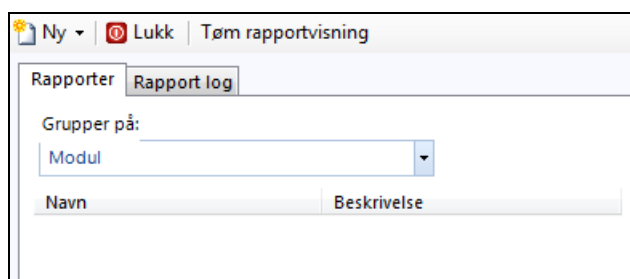 Ny Lukk Tøm rapportvisning
Rapporter Rapport log
Grupper på:
Modul
Navn Beskrivelse